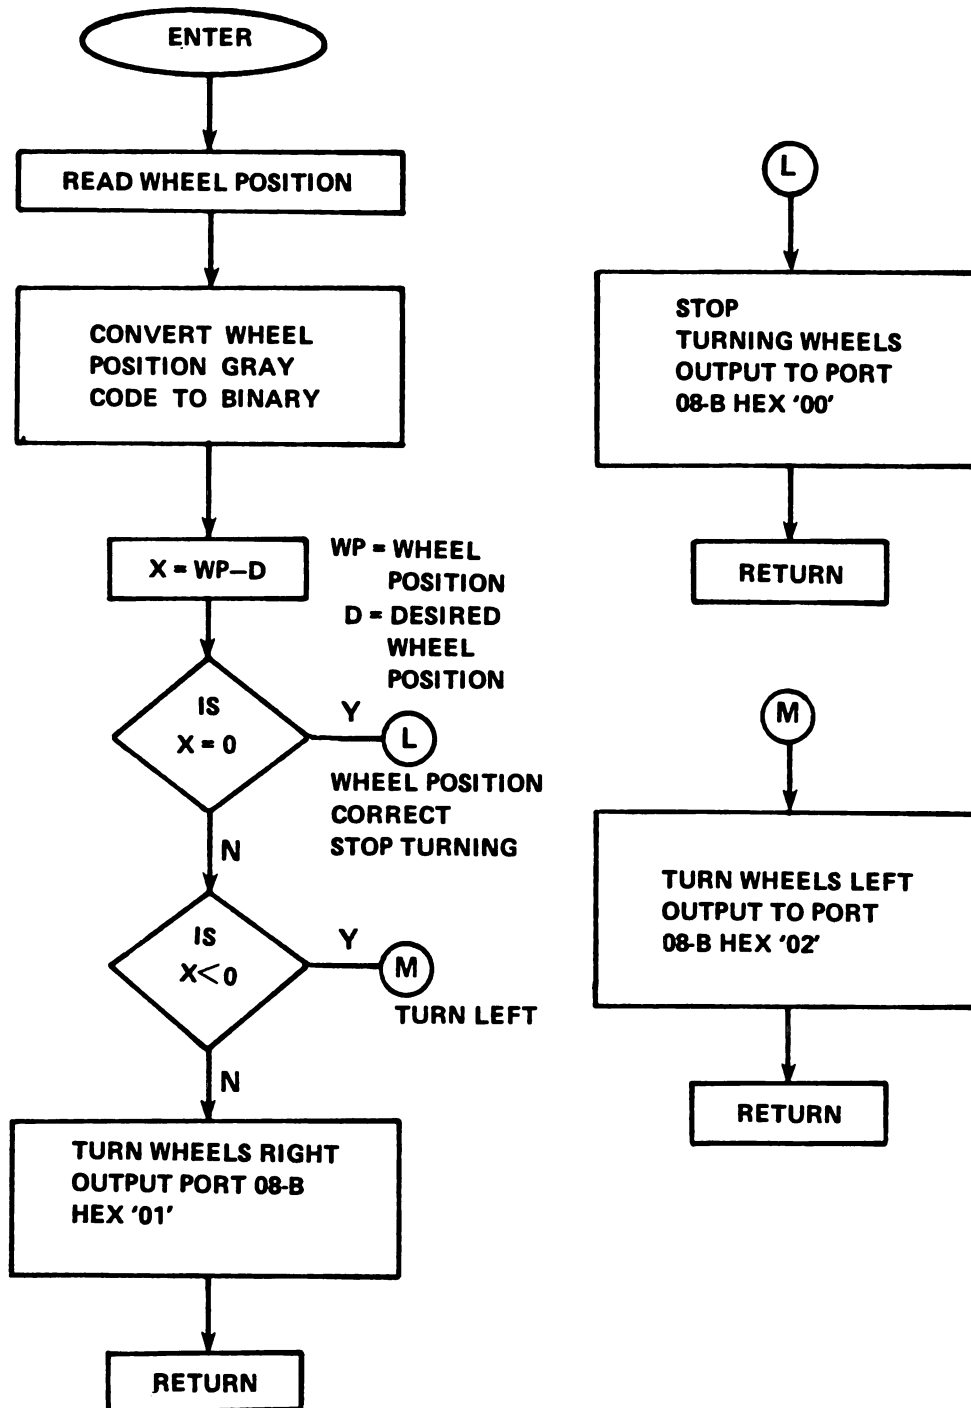 ENTER
READ WHEEL POSITION
CONVERT WHEEL
POSITION GRAY
CODE TO BINARY
X = WP–D
WP = WHEEL
POSITION
D = DESIRED
WHEEL
POSITION
IS
X = 0
Y
L
WHEEL POSITION
CORRECT
STOP TURNING
N
IS
X<0
Y
M
TURN LEFT
N
TURN WHEELS RIGHT
OUTPUT PORT 08-B
HEX '01'
RETURN
L
STOP
TURNING WHEELS
OUTPUT TO PORT
08-B HEX '00'
RETURN
M
TURN WHEELS LEFT
OUTPUT TO PORT
08-B HEX '02'
RETURN